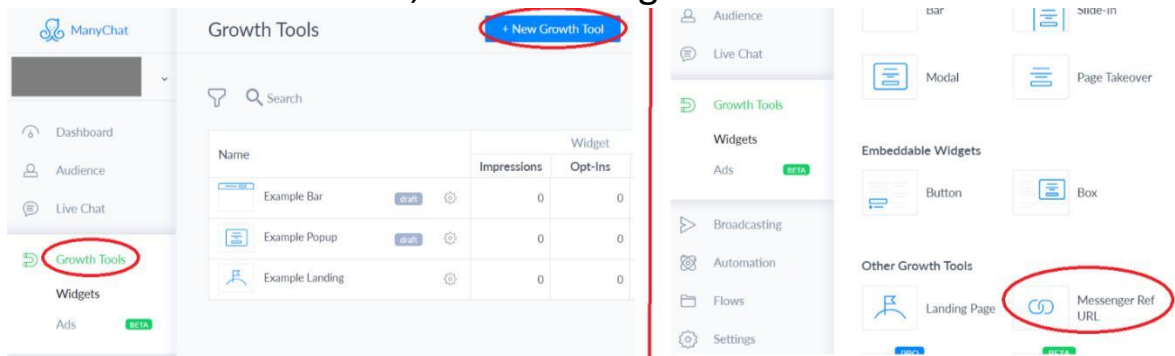 ManyChat
Growth Tools
+ New Growth Tool
Search
Dashboard
Audience
Live Chat
Growth Tools
Widgets
Ads BETA
Name
Widget
Impressions Opt-Ins
Example Bar draft 0 0
Example Popup draft 0 0
Example Landing 0 0
Audience
Live Chat
Growth Tools
Widgets
Ads BETA
Broadcasting
Automation
Flows
Settings
Bar Slide-In
Modal Page Takeover
Embeddable Widgets
Button Box
Other Growth Tools
Landing Page Messenger Ref
URL
PRO BETA